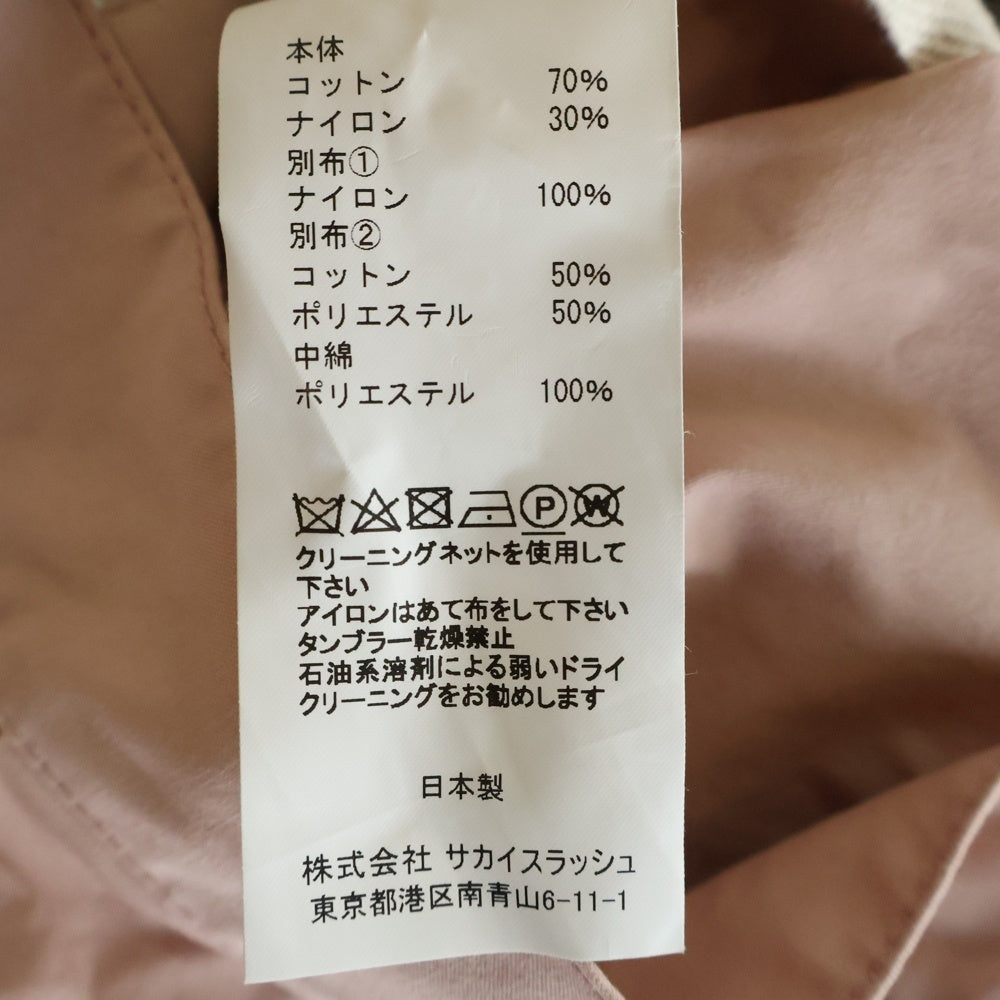 本体
コットン 70%
ナイロン 30%
別布①
ナイロン 100%
別布②
コットン 50%
ポリエステル 50%
中綿
ポリエステル 100%
P W
クリーニングネットを使用して
下さい
アイロンはあて布をして下さい
タンブラー乾燥禁止
石油系溶剤による弱いドライ
クリーニングをお勧めします
日本製
株式会社 サカイスラッシュ
東京都港区南青山6-11-1